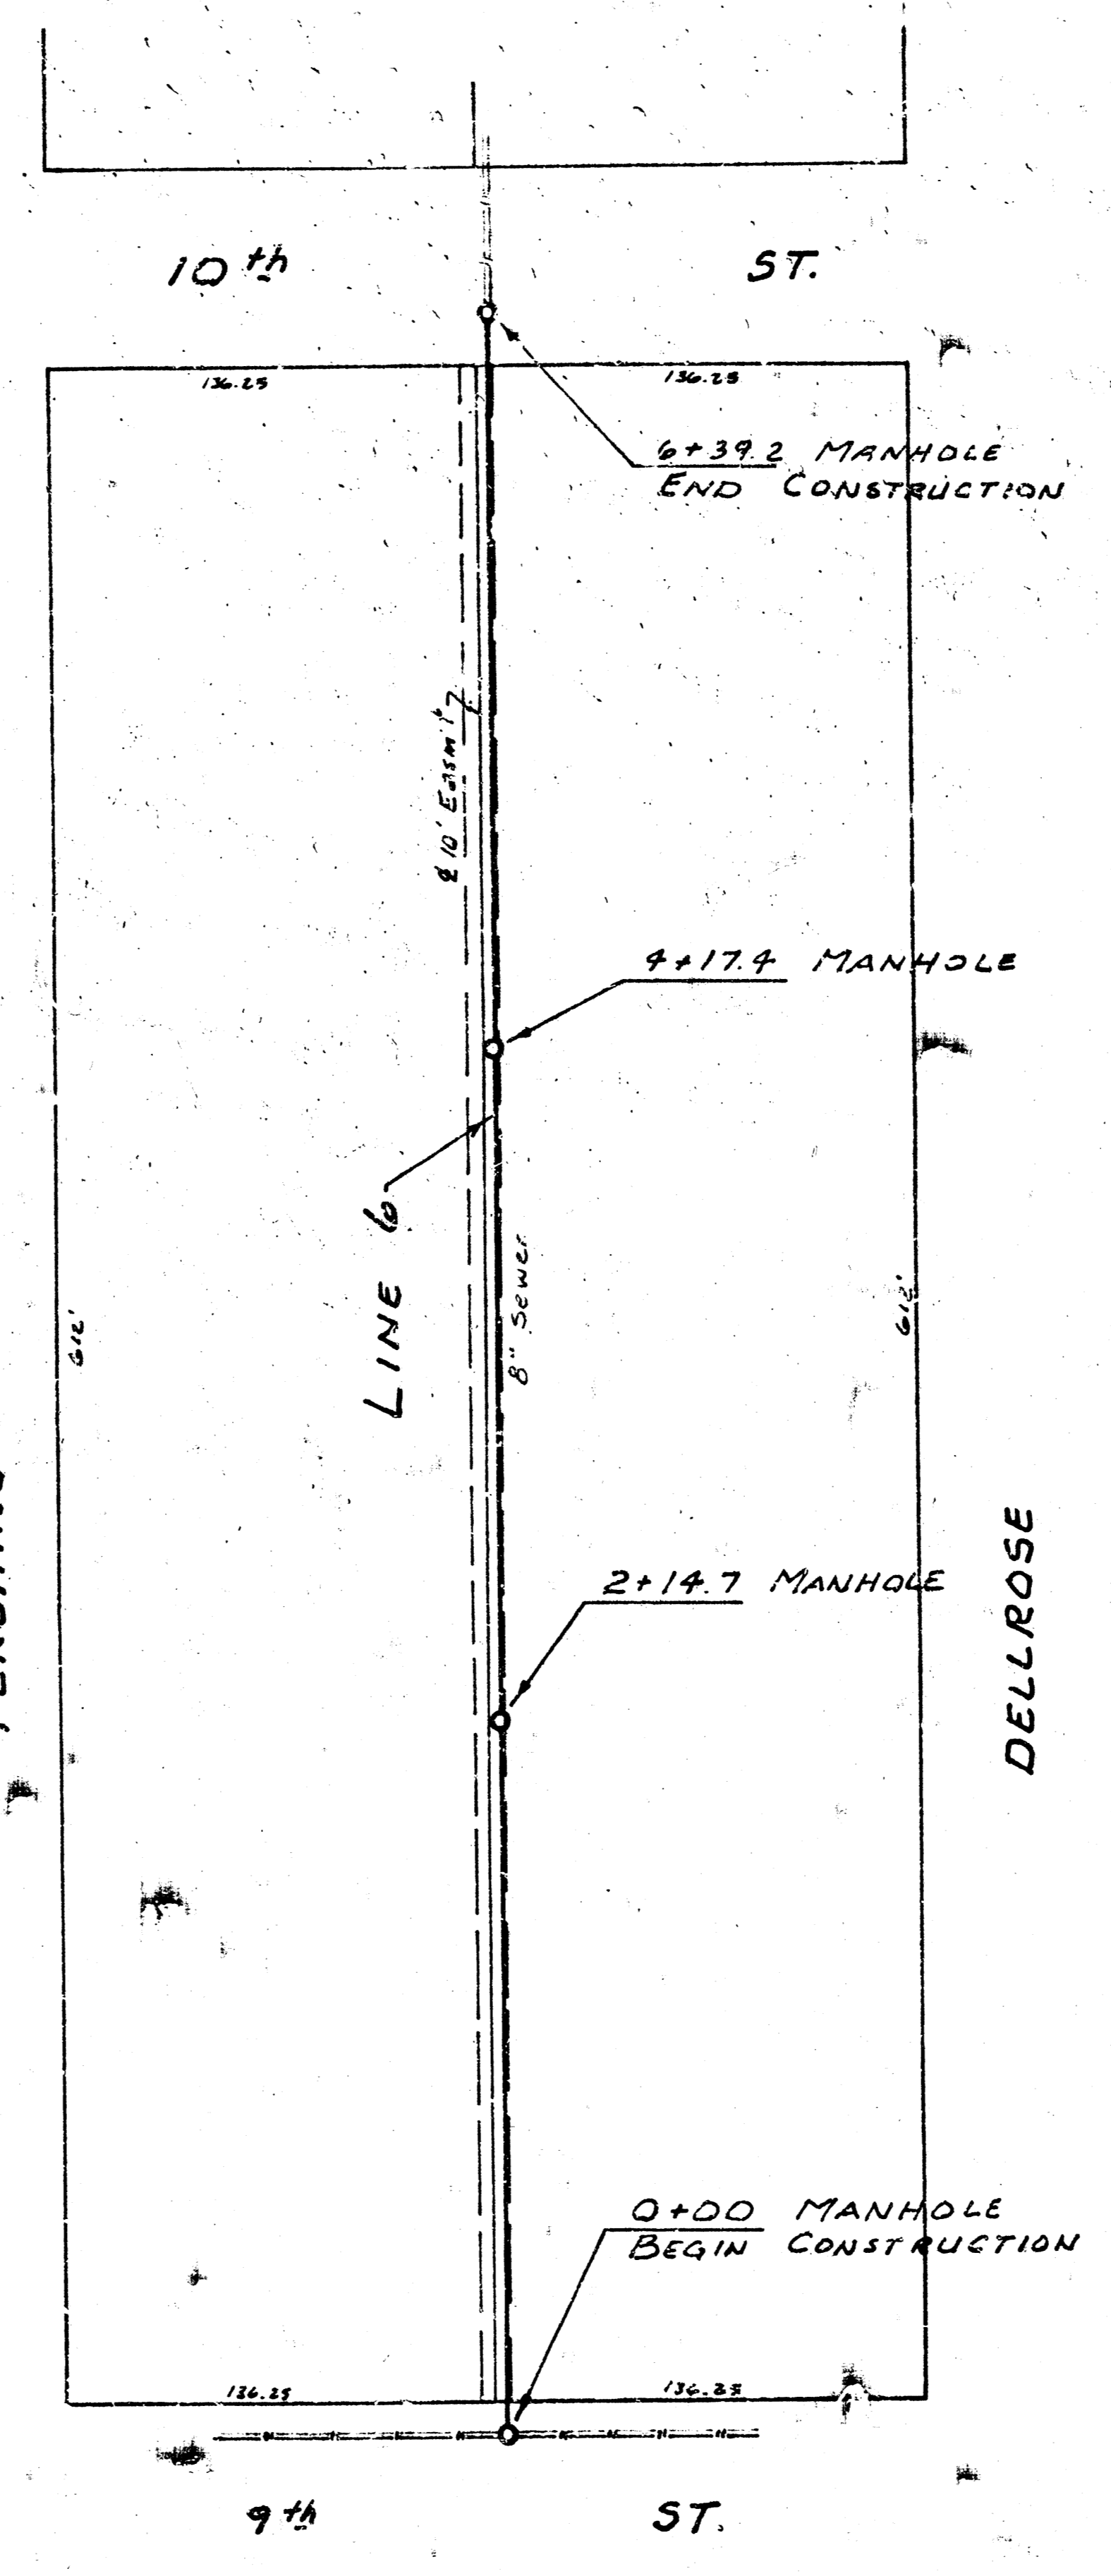 10th ST.
136.25 136.25
6+39.2 MANHOLE
END CONSTRUCTION
℄ 10' Easm't
4+17.4 MANHOLE
LINE 6
8" Sewer
612'
612'
2+14.7 MANHOLE
DELLROSE
0+00 MANHOLE
BEGIN CONSTRUCTION
136.25 136.25
9th ST.